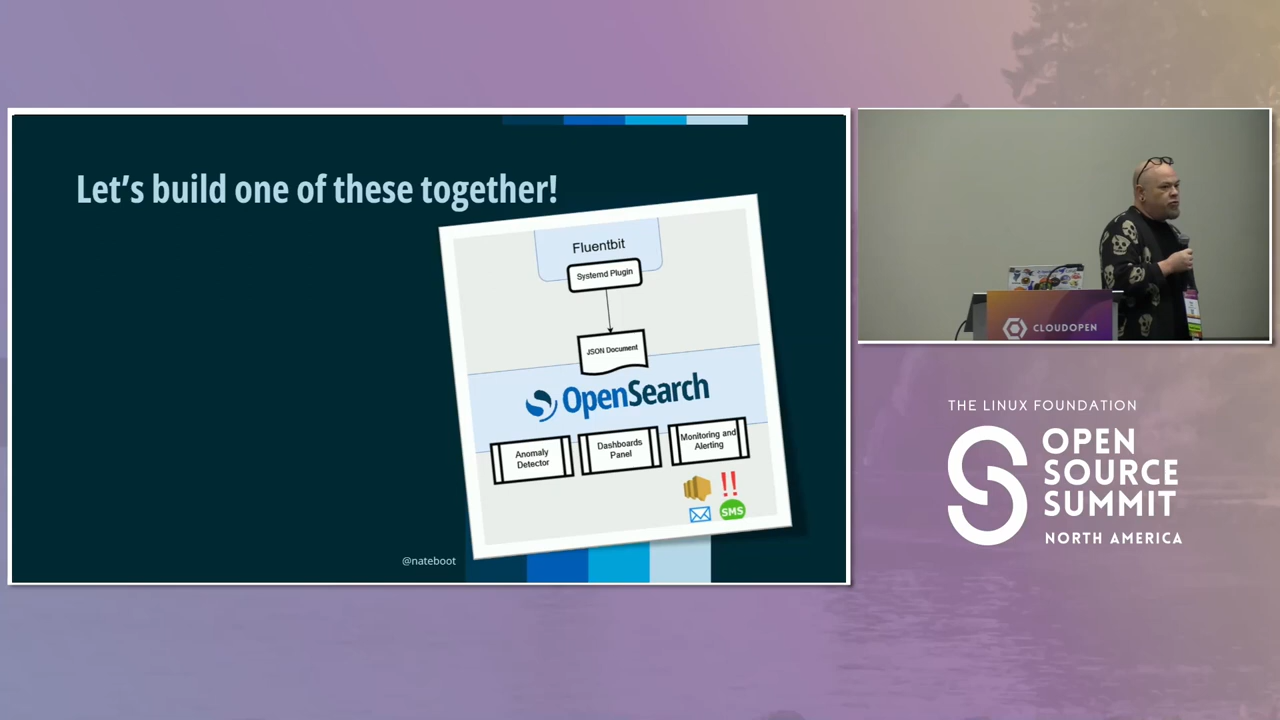 Let's build one of these together!
Fluentbit
Systemd Plugin
JSON Document
OpenSearch
Anomaly
Detector
Dashboards
Panel
Monitoring and
Alerting
!!
SMS
@nateboot
CLOUDOPEN
THE LINUX FOUNDATION
OPEN
SOURCE
SUMMIT
NORTH AMERICA